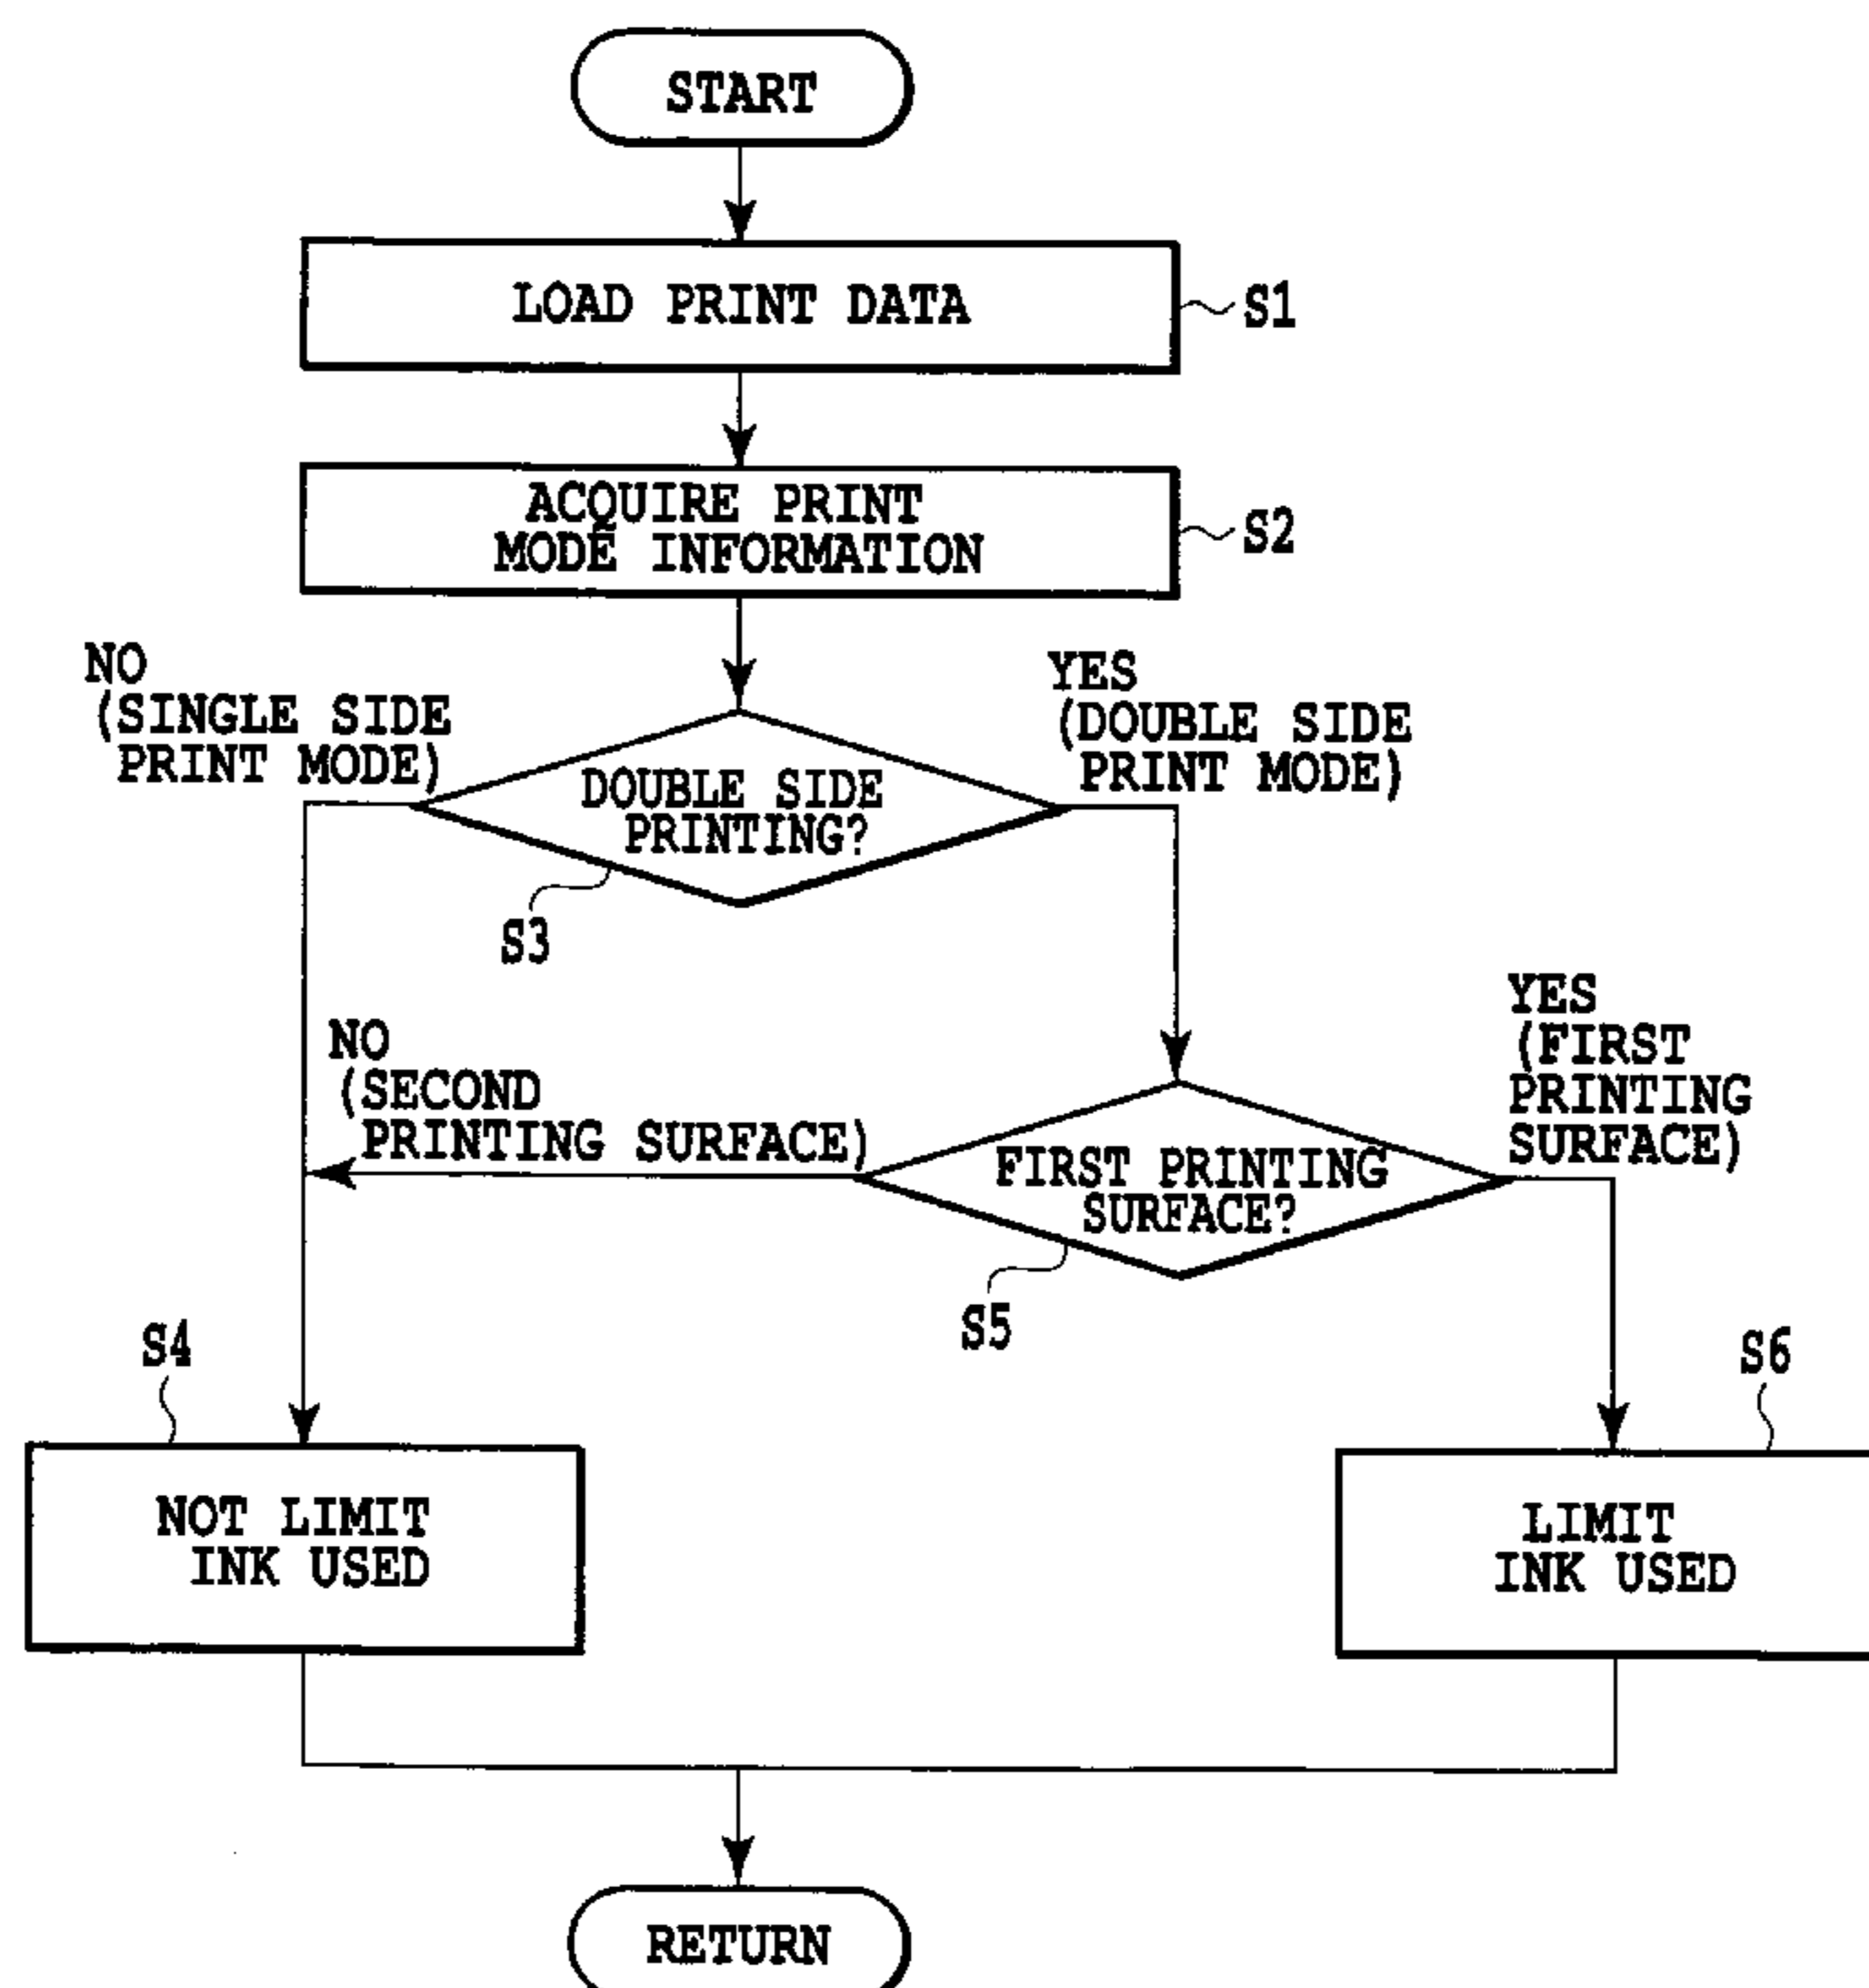 START
LOAD PRINT DATA
S1
ACQUIRE PRINT
MODE INFORMATION
S2
NO
(SINGLE SIDE
PRINT MODE)
YES
(DOUBLE SIDE
PRINT MODE)
DOUBLE SIDE
PRINTING?
S3
NO
(SECOND
PRINTING SURFACE)
YES
(FIRST
PRINTING
SURFACE)
FIRST PRINTING
SURFACE?
S5
S4
NOT LIMIT
INK USED
S6
LIMIT
INK USED
RETURN